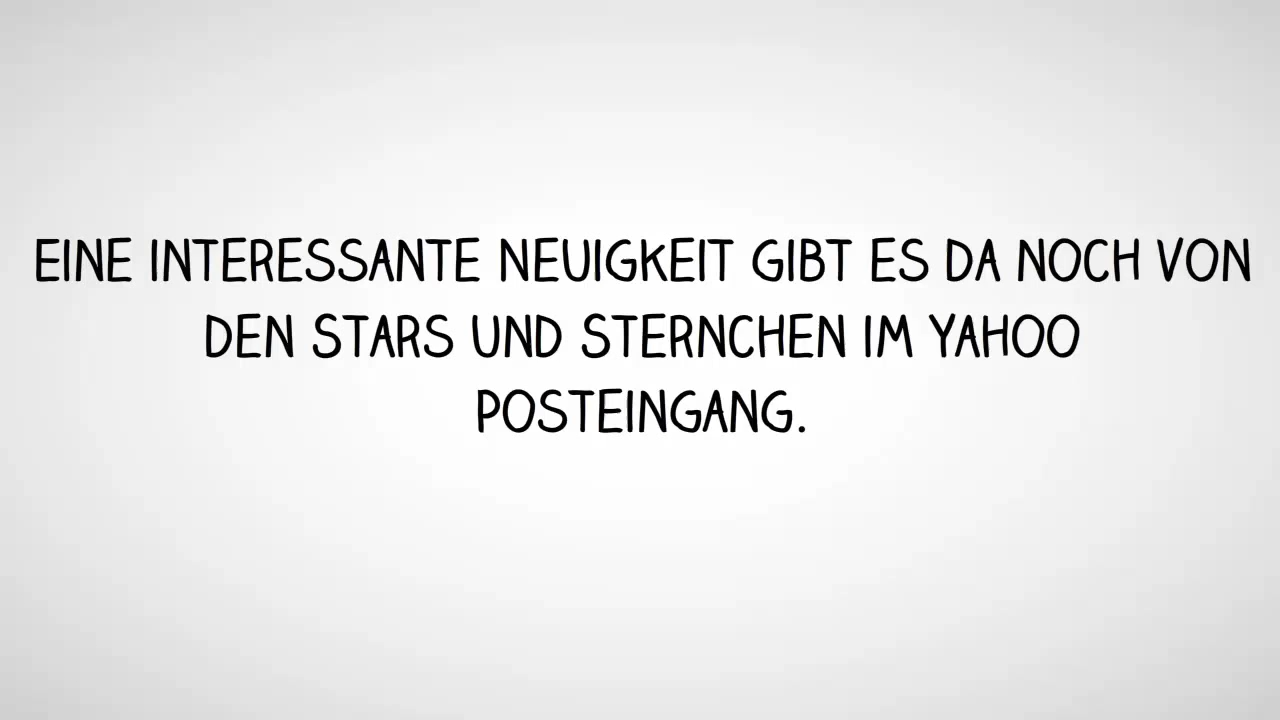 EINE INTERESSANTE NEUIGKEIT GIBT ES DA NOCH VON
DEN STARS UND STERNCHEN IM YAHOO
POSTEINGANG.